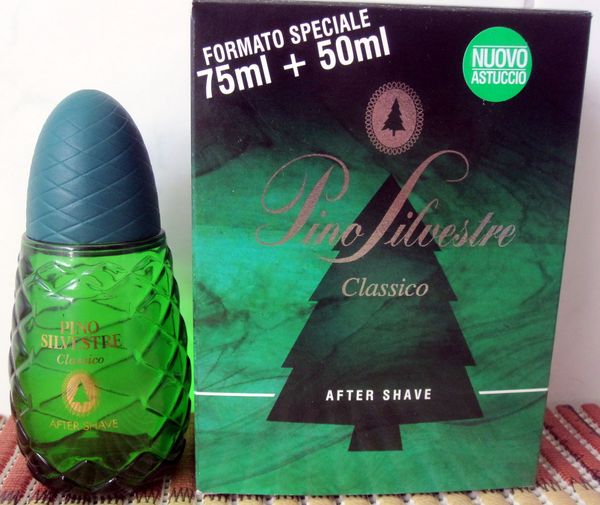 FORMATO SPECIALE
75ml + 50ml
NUOVO
ASTUCCIO
Pino Silvestre
Classico
AFTER SHAVE
PINO
SILVESTRE
Classico
AFTER SHAVE